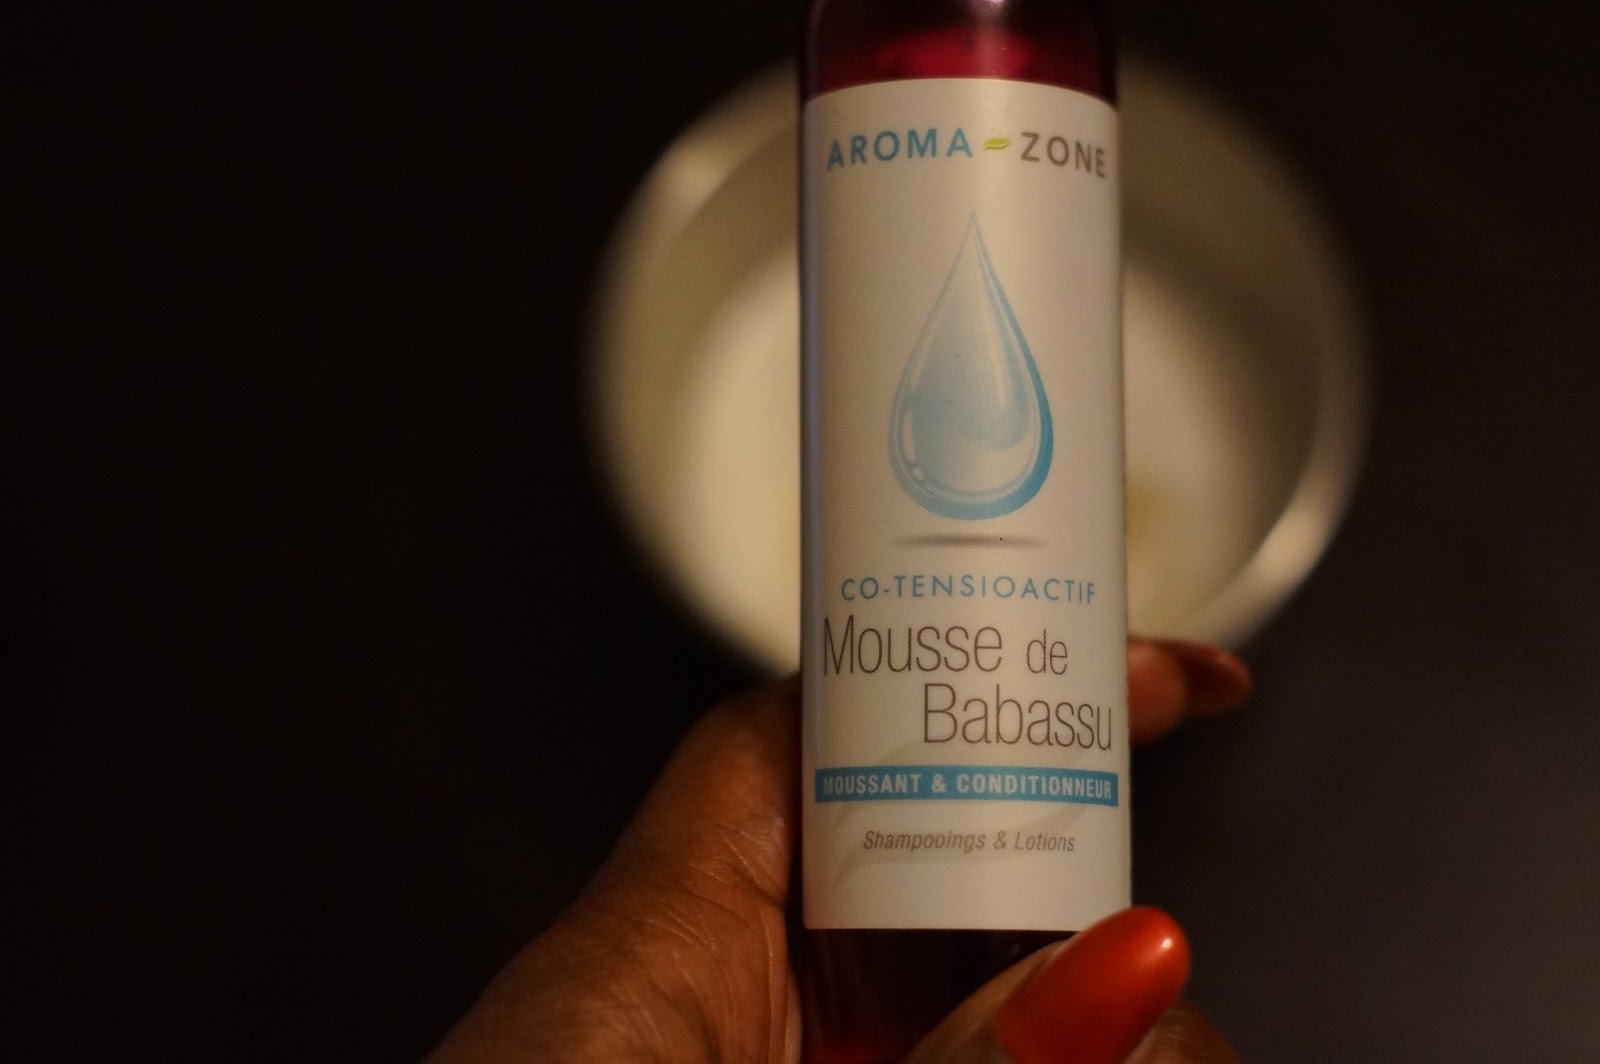 AROMA-ZONE
CO-TENSIOACTIF
Mousse de
Babassu
MOUSSANT & CONDITIONNEUR
Shampooings & Lotions